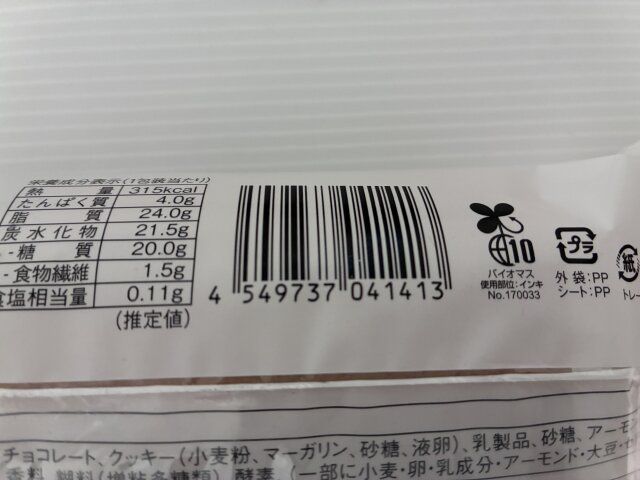 栄養成分表示(1包装当たり)
熱量 315kcal
たんぱく質 4.0g
脂質 24.0g
炭水化物 21.5g
-糖質 20.0g
-食物繊維 1.5g
食塩相当量 0.11g
(推定値)
4 549737 041413
10
バイオマス
使用部位:インキ
No.170033
プラ
外袋:PP
シート:PP
紙
トレー
チョコレート、クッキー(小麦粉、マーガリン、砂糖、液卵)、乳製品、砂糖、アーモン
香料、糊料(増粘多糖類)、酵素、(一部に小麦・卵・乳成分・アーモンド・大豆・